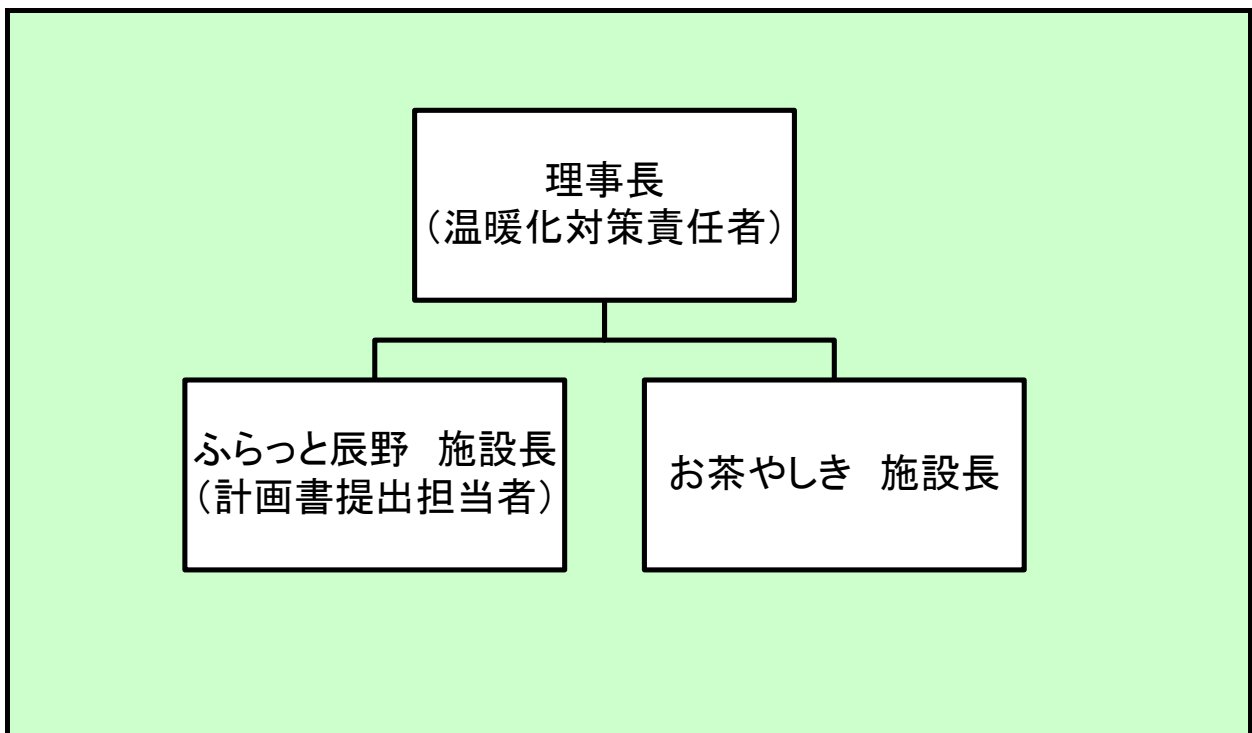 理事長
（温暖化対策責任者）
ふらっと辰野　施設長
（計画書提出担当者）
お茶やしき　施設長